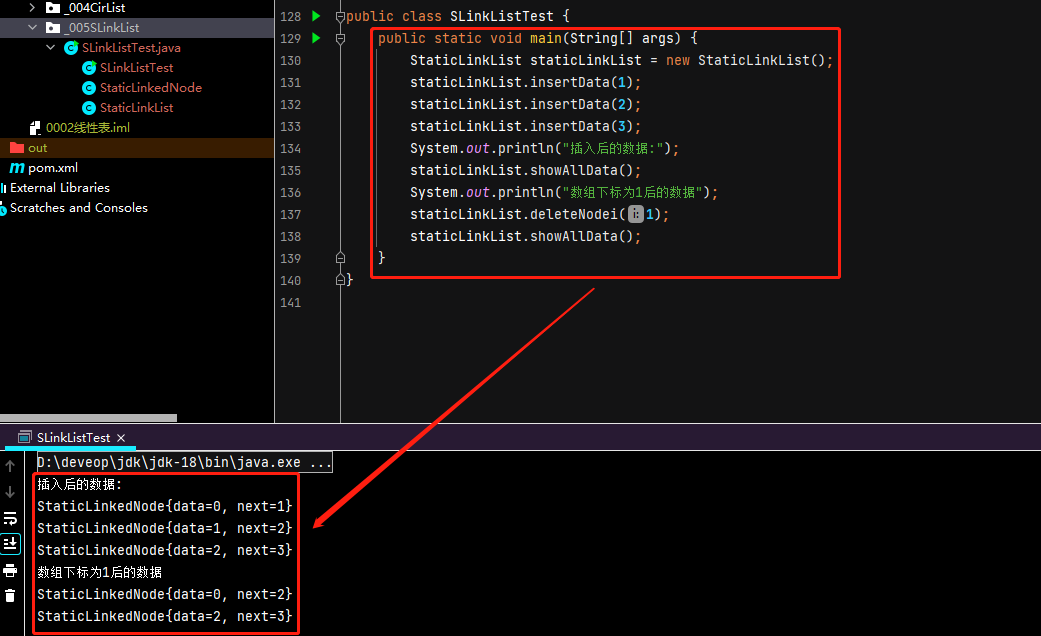 _004CirList
_005SLinkList
SLinkListTest.java
SLinkListTest
StaticLinkedNode
StaticLinkList
0002线性表.iml
out
pom.xml
External Libraries
Scratches and Consoles
128 public class SLinkListTest {
129 public static void main(String[] args) {
130 StaticLinkList staticLinkList = new StaticLinkList();
131 staticLinkList.insertData(1);
132 staticLinkList.insertData(2);
133 staticLinkList.insertData(3);
134 System.out.println("插入后的数据:");
135 staticLinkList.showAllData();
136 System.out.println("数组下标为1后的数据");
137 staticLinkList.deleteNodei(i:1);
138 staticLinkList.showAllData();
139 }
140 }
141
SLinkListTest ×
D:\deveop\jdk\jdk-18\bin\java.exe ...
插入后的数据:
StaticLinkedNode{data=0, next=1}
StaticLinkedNode{data=1, next=2}
StaticLinkedNode{data=2, next=3}
数组下标为1后的数据
StaticLinkedNode{data=0, next=2}
StaticLinkedNode{data=2, next=3}